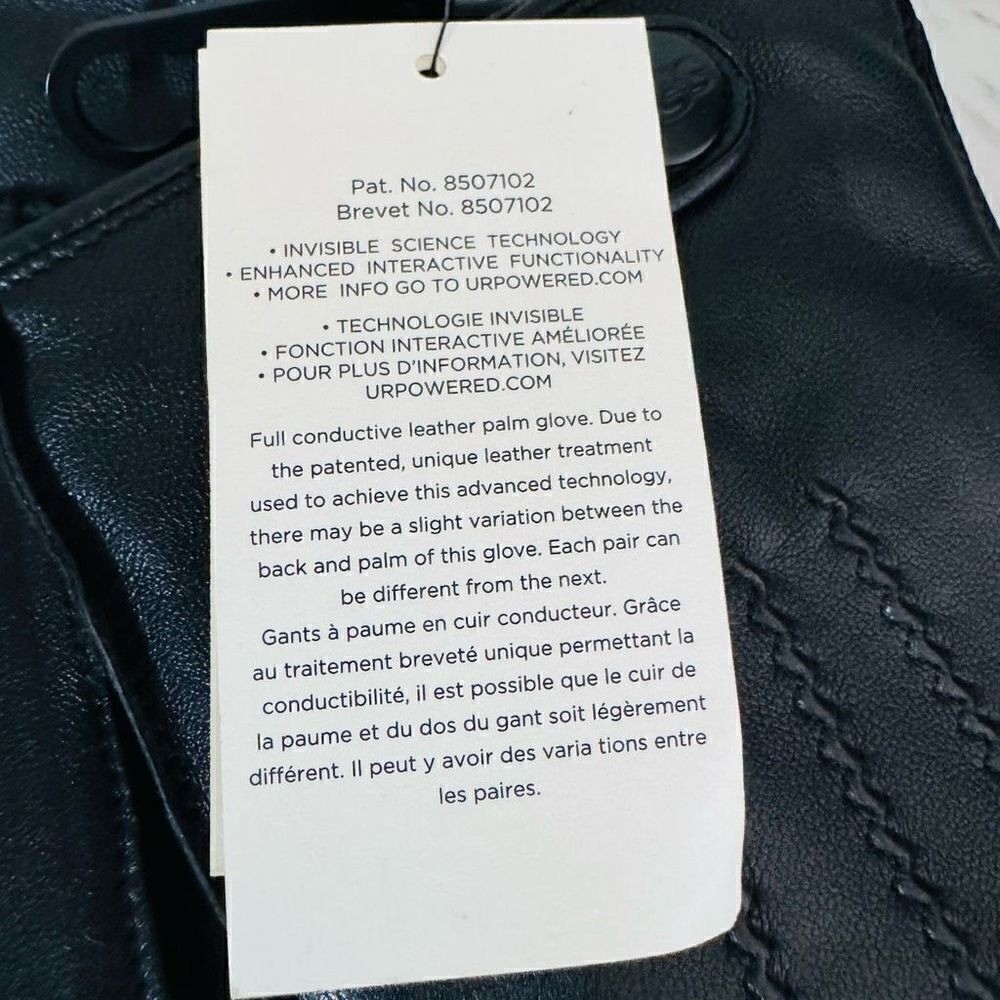 Pat. No. 8507102
Brevet No. 8507102
• INVISIBLE SCIENCE TECHNOLOGY
• ENHANCED INTERACTIVE FUNCTIONALITY
• MORE INFO GO TO URPOWERED.COM
• TECHNOLOGIE INVISIBLE
• FONCTION INTERACTIVE AMÉLIORÉE
• POUR PLUS D'INFORMATION, VISITEZ
URPOWERED.COM
Full conductive leather palm glove. Due to
the patented, unique leather treatment
used to achieve this advanced technology,
there may be a slight variation between the
back and palm of this glove. Each pair can
be different from the next.
Gants à paume en cuir conducteur. Grâce
au traitement breveté unique permettant la
conductibilité, il est possible que le cuir de
la paume et du dos du gant soit légèrement
différent. Il peut y avoir des varia tions entre
les paires.